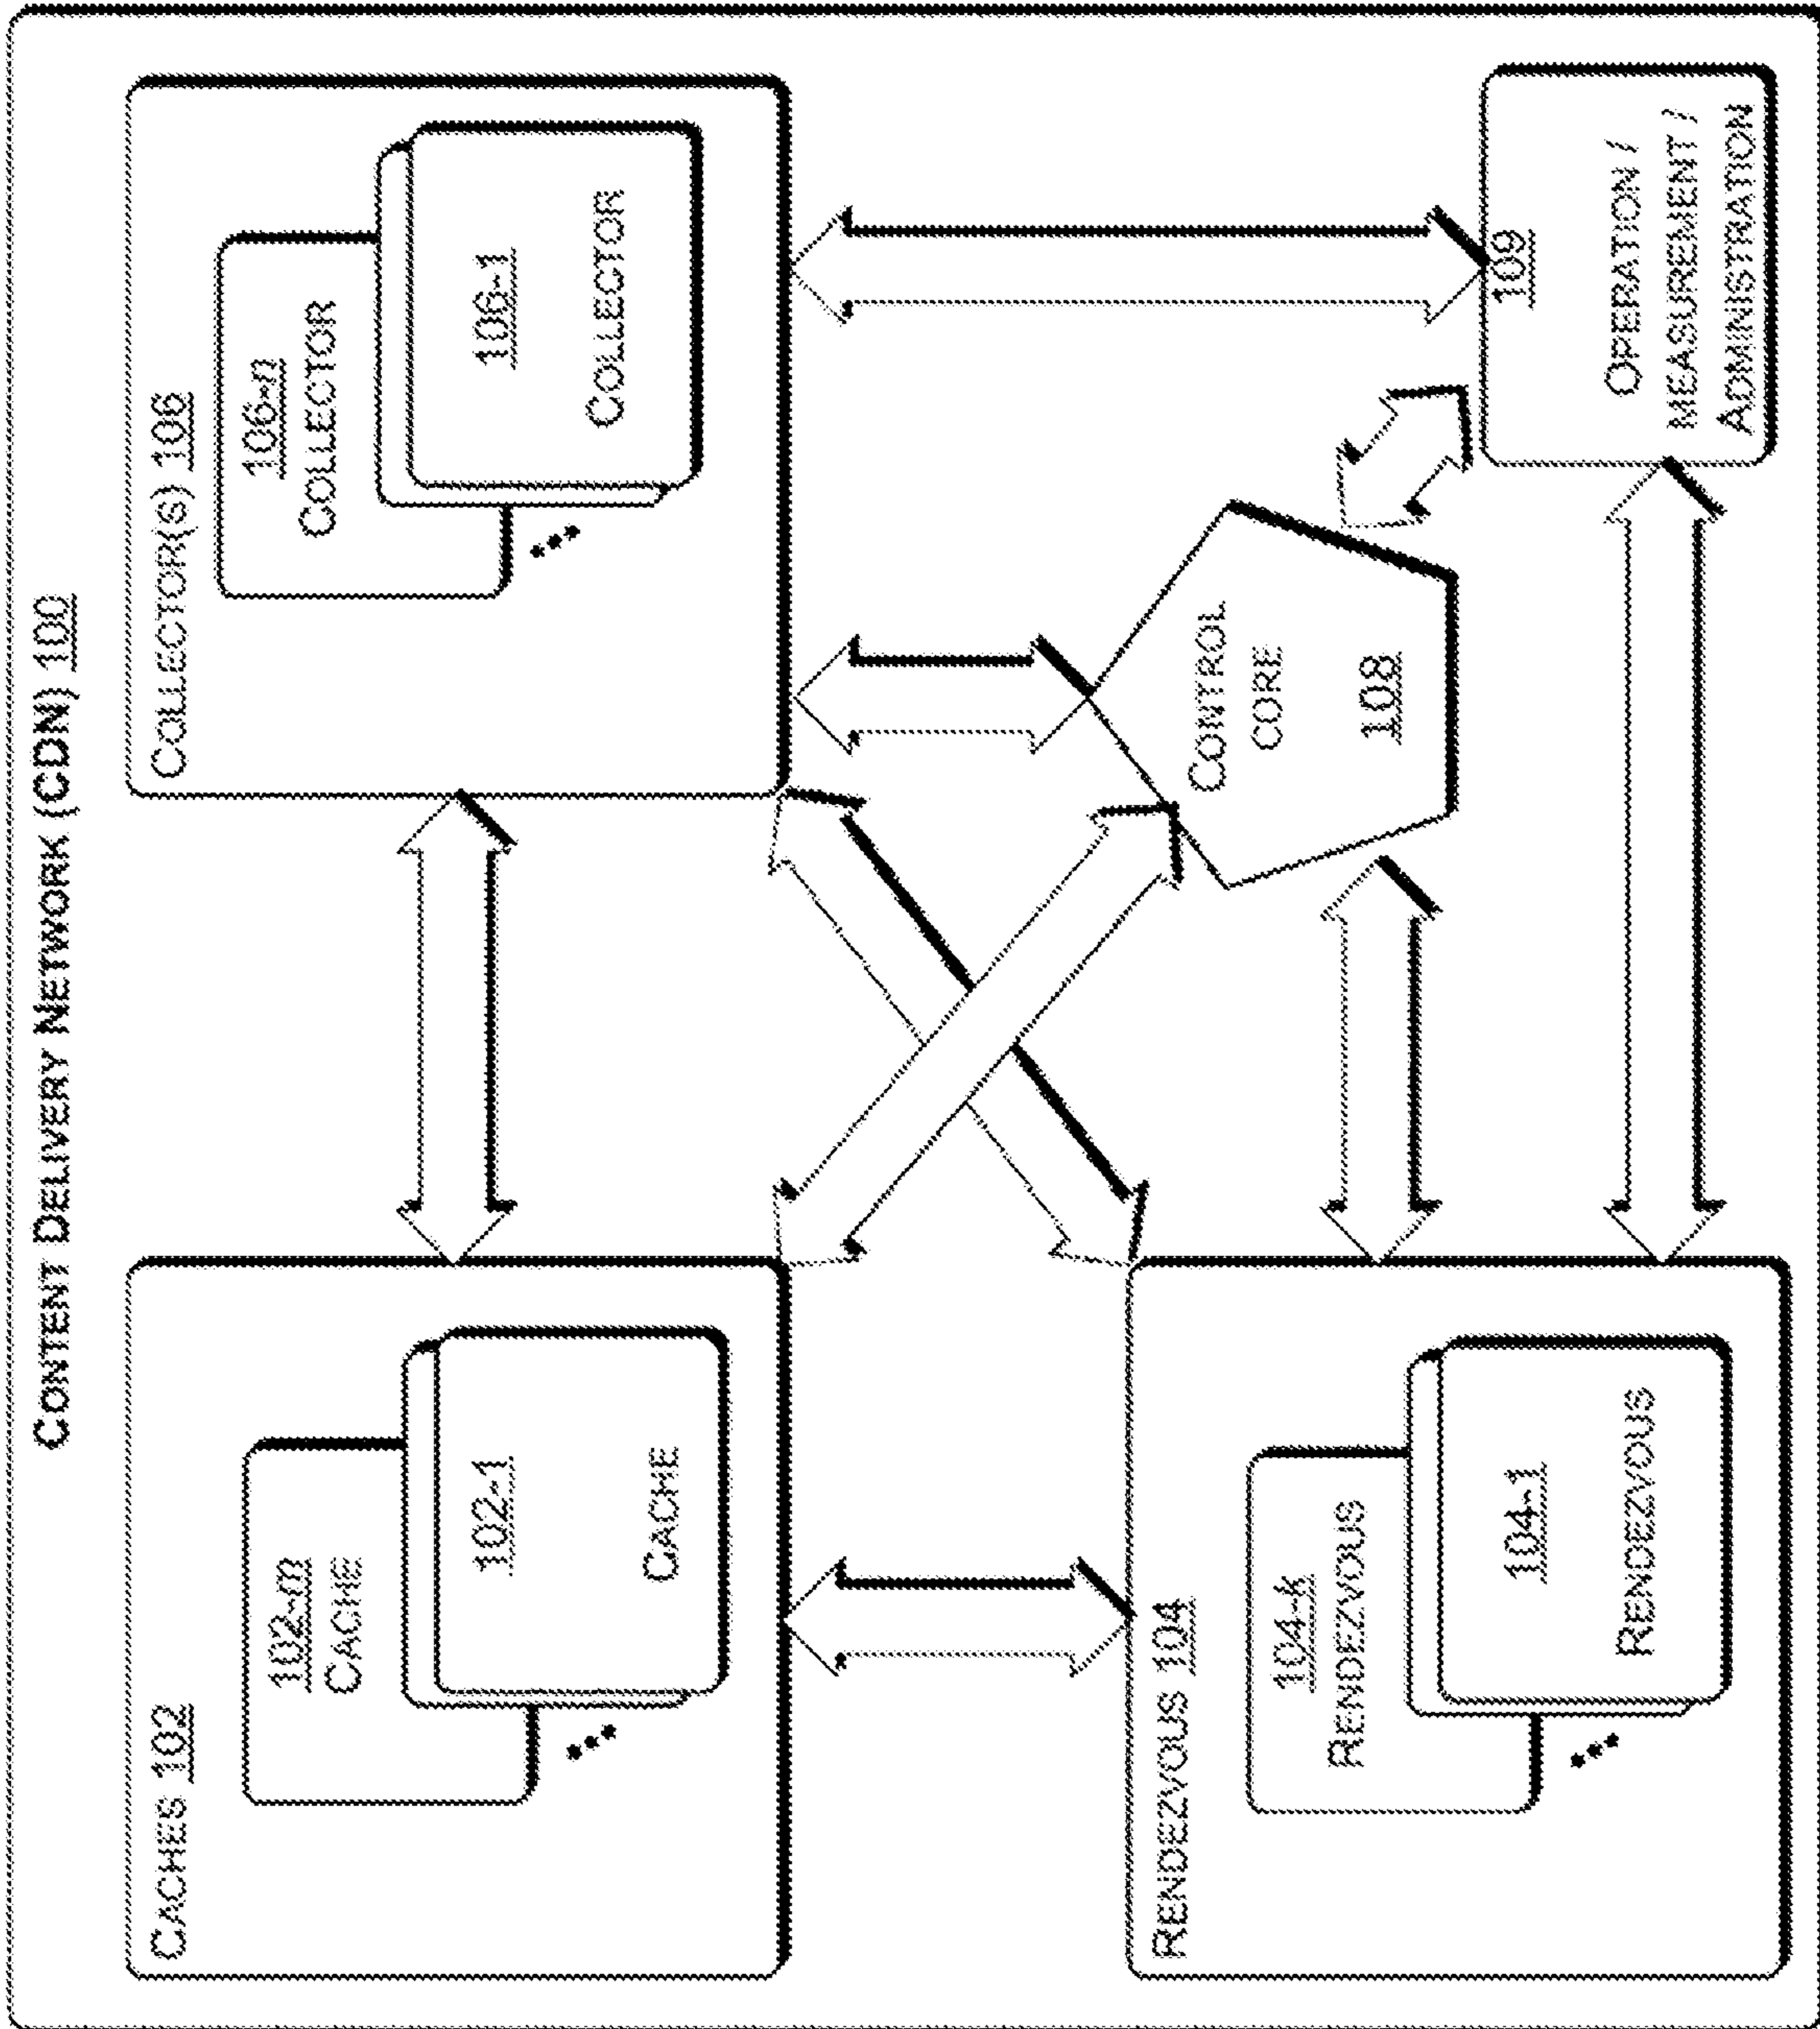 CONTENT DELIVERY NETWORK (CDN) 100
CACHES 102
102-m
CACHE
102-1
CACHE
...
COLLECTOR(S) 106
106-n
COLLECTOR
106-1
COLLECTOR
...
RENDEZVOUS 104
104-k
RENDEZVOUS
104-1
RENDEZVOUS
...
CONTROL
CORE
108
109
OPERATION /
MEASUREMENT /
ADMINISTRATION